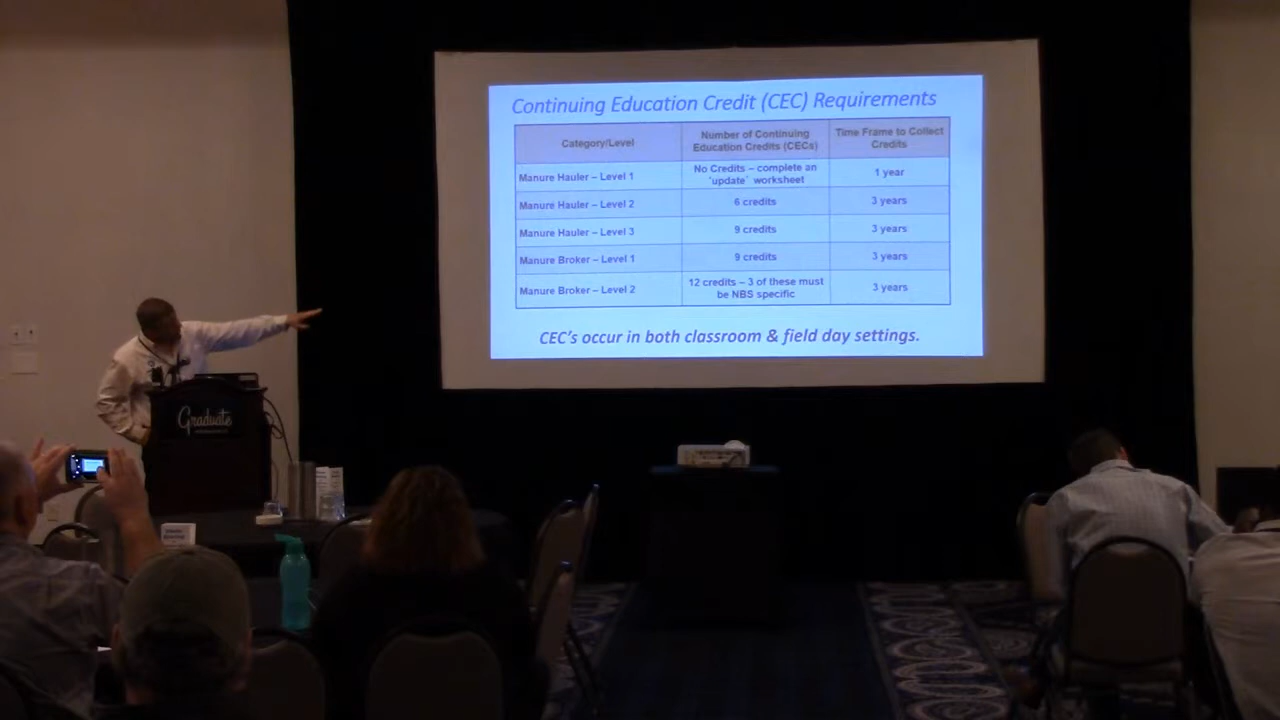 Continuing Education Credit (CEC) Requirements
Category/Level
Number of Continuing
Education Credits (CECs)
Time Frame to Collect
Credits
Manure Hauler – Level 1
No Credits – complete an
'update` worksheet
1 year
Manure Hauler – Level 2
6 credits
3 years
Manure Hauler – Level 3
9 credits
3 years
Manure Broker – Level 1
9 credits
3 years
Manure Broker – Level 2
12 credits – 3 of these must
be NBS specific
3 years
CEC's occur in both classroom & field day settings.
Graduate